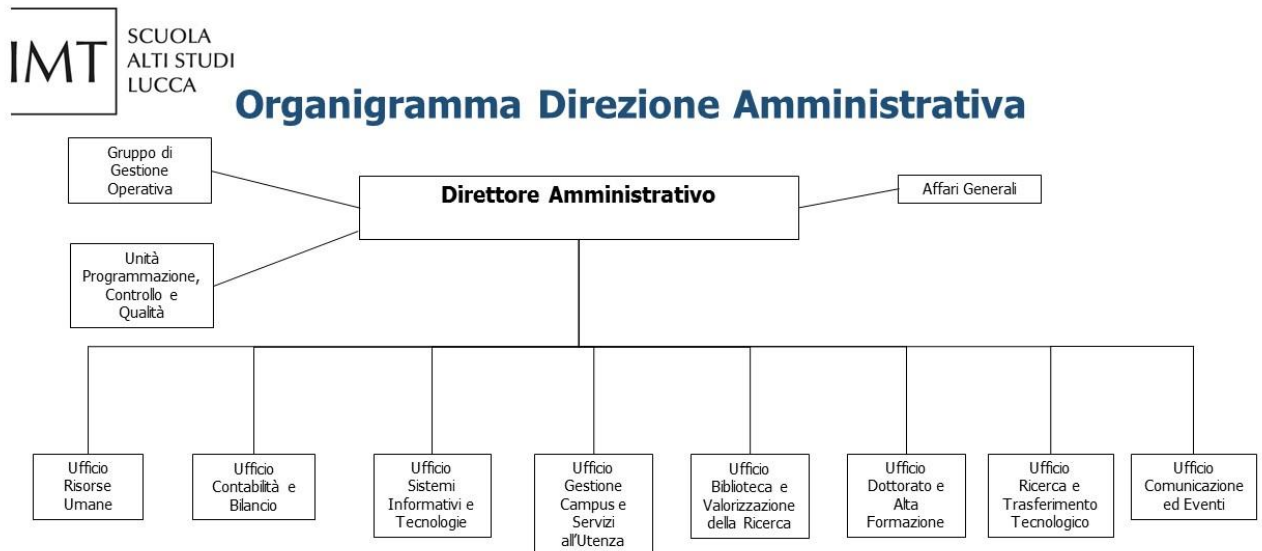 IMT
SCUOLA
ALTI STUDI
LUCCA
Organigramma Direzione Amministrativa
Gruppo di
Gestione
Operativa
Direttore Amministrativo
Affari Generali
Unità
Programmazione,
Controllo e
Qualità
Ufficio
Risorse
Umane
Ufficio
Contabilità e
Bilancio
Ufficio
Sistemi
Informativi e
Tecnologie
Ufficio
Gestione
Campus e
Servizi
all'Utenza
Ufficio
Biblioteca e
Valorizzazione
della Ricerca
Ufficio
Dottorato e
Alta
Formazione
Ufficio
Ricerca e
Trasferimento
Tecnologico
Ufficio
Comunicazione
ed Eventi